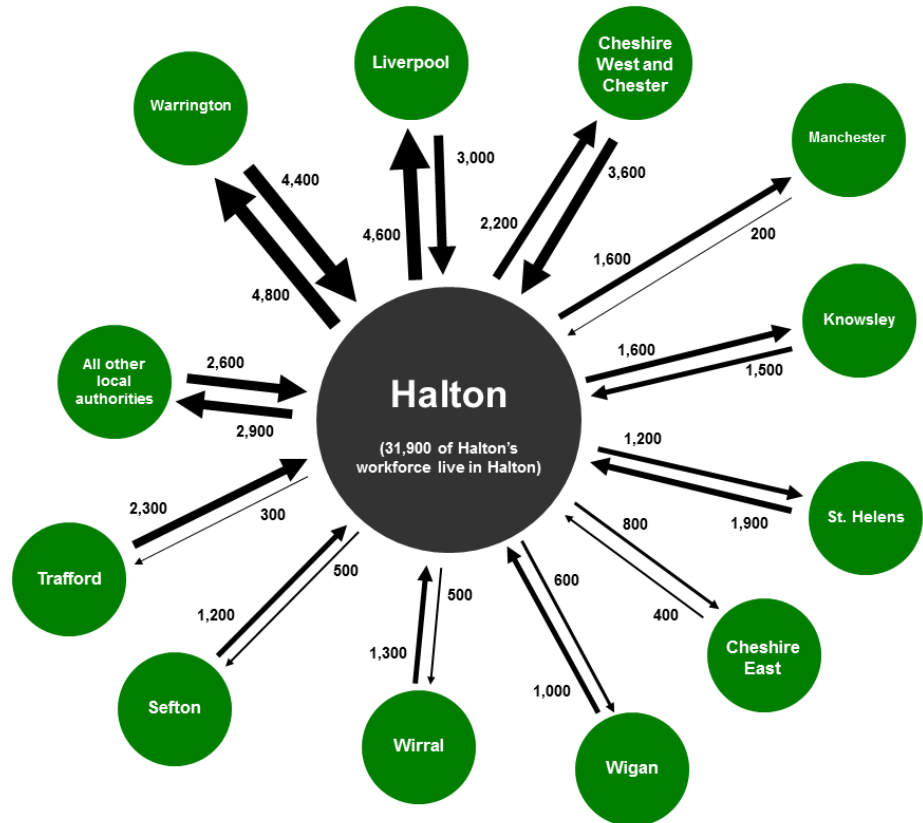 Liverpool
Cheshire
West and
Chester
Warrington
Manchester
3,000
4,400
3,600
2,200
4,600
200
1,600
4,800
Knowsley
All other
local
authorities
2,600
1,600
1,500
Halton
2,900
(31,900 of Halton's
workforce live in Halton)
1,200
2,300
300
1,900
St. Helens
800
Trafford
500
600
500
400
1,200
Cheshire
East
1,300
1,000
Sefton
Wirral
Wigan